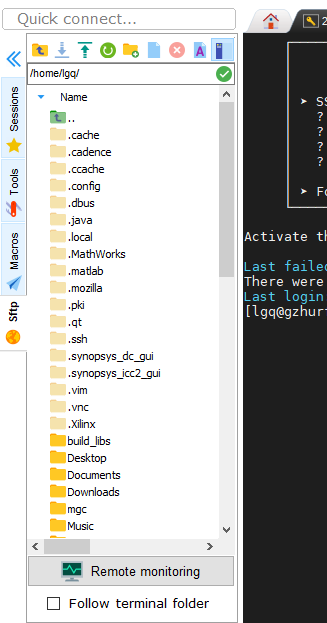 Quick connect...
2
/home/lgq/
Name
..
.cache
.cadence
.ccache
.config
.dbus
.java
.local
.MathWorks
.matlab
.mozilla
.pki
.qt
.ssh
.synopsys_dc_gui
.synopsys_icc2_gui
.vim
.vnc
.Xilinx
build_libs
Desktop
Documents
Downloads
mgc
Music
Remote monitoring
Follow terminal folder
Sessions
Tools
Macros
Sftp
➤ SS
?
?
?
?
➤ Fo
Activate th
Last failed
There were
Last login
[lgq@gzhur